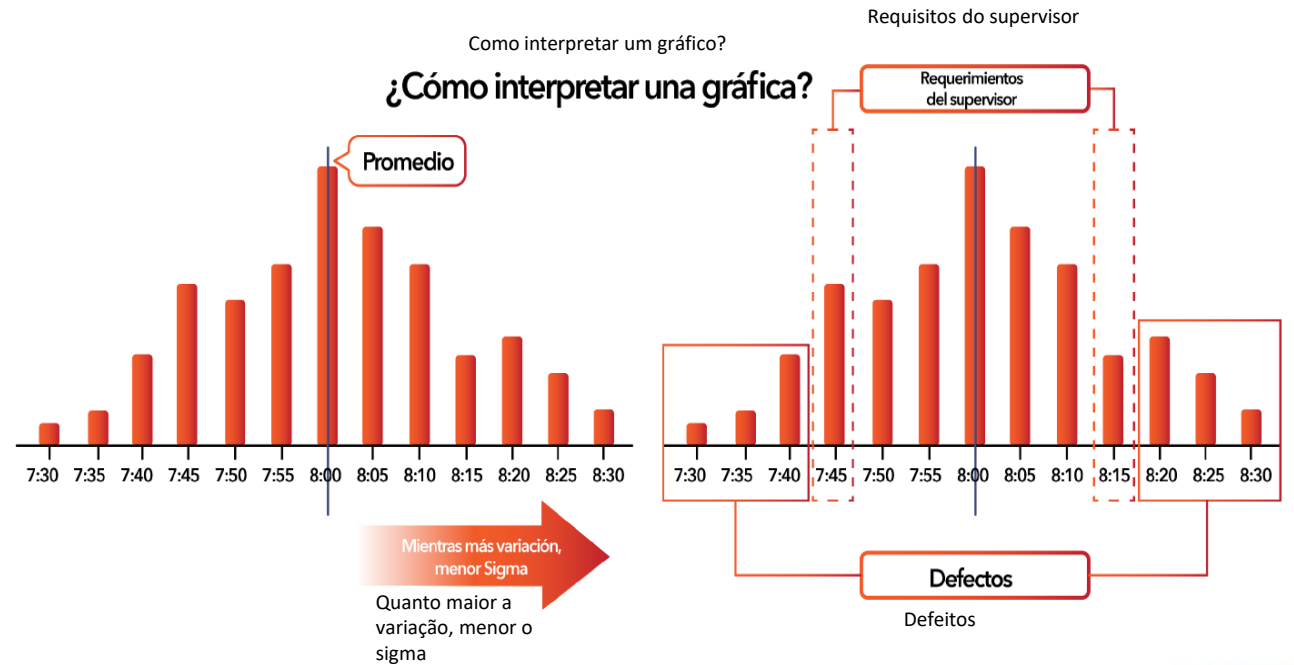 Requisitos do supervisor
Como interpretar um gráfico?
¿Cómo interpretar una gráfica?
Requerimientos
del supervisor
Promedio
7:30 7:35 7:40 7:45 7:50 7:55 8:00 8:05 8:10 8:15 8:20 8:25 8:30
7:30 7:35 7:40 7:45 7:50 7:55 8:00 8:05 8:10 8:15 8:20 8:25 8:30
Mientras más variación,
menor Sigma
Quanto maior a
variação, menor o
sigma
Defectos
Defeitos